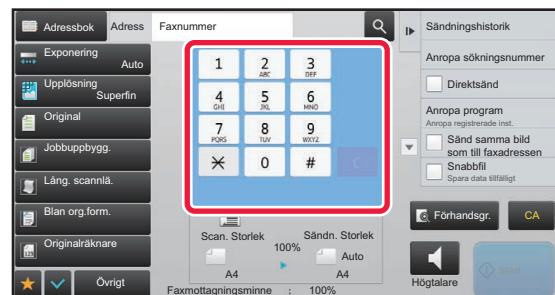 Adressbok
Adress
Faxnummer
Sändningshistorik
Exponering
Auto
Upplösning
Superfin
Original
Jobbuppbygg.
Lång. scannlä.
Blan org.form.
Originalräknare
Övrigt
1
2
ABC
3
DEF
4
GHI
5
JKL
6
MNO
7
PQRS
8
TUV
9
WXYZ
0
#
C
Scan. Storlek
100%
Sändn. Storlek
Auto
A4
A4
Faxmottagningsminne : 100%
Anropa sökningsnummer
Direktsänd
Anropa program
Anropa registrerade inst.
Sänd samma bild
som till faxadressen
Snabbfil
Spara data tillfälligt
Förhandsgr.
CA
Högtalare
Start